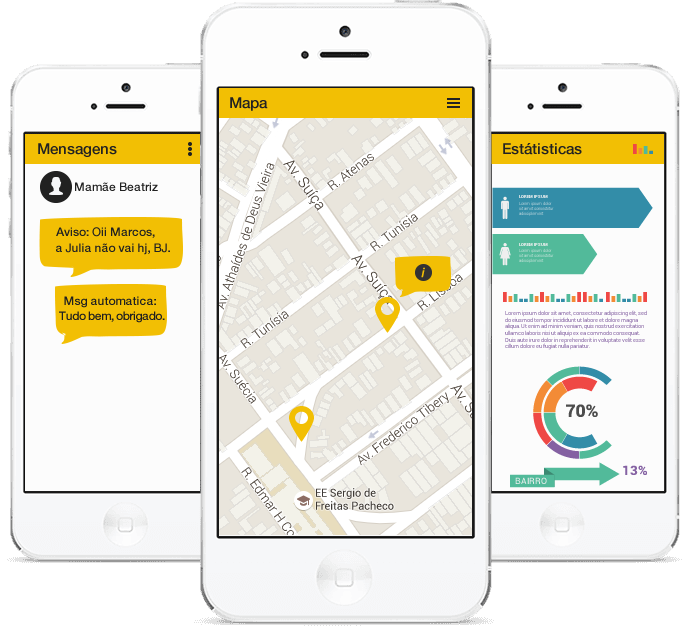 Mensagens
Mamãe Beatriz
Aviso: Oii Marcos,
a Julia não vai hj, BJ.
Msg automatica:
Tudo bem, obrigado.
Mapa
R. Atenas
Av. Suíça
Av. Athaídes de Deus Vieira
R. Tunísia
i
Av. Suíça
R. Lisboa
R. Tunísia
Av. Suécia
Av. Su
Av. Frederico Tibery
R. Edmar H Co
EE Sergio de
Freitas Pacheco
Estátisticas
LOREM IPSUM
LOREM IPSUM
Lorem ipsum dolor sit amet, consectetur adipiscing elit, sed
do eiusmod tempor incididunt ut labore et dolore magna
aliqua. Ut enim ad minim veniam, quis nostrud exercitation
ullamco laboris nisi ut aliquip ex ea commodo consequat.
Duis aute irure dolor in reprehenderit in voluptate velit esse
cillum dolore eu fugiat nulla pariatur.
70%
BAIRRO
13%